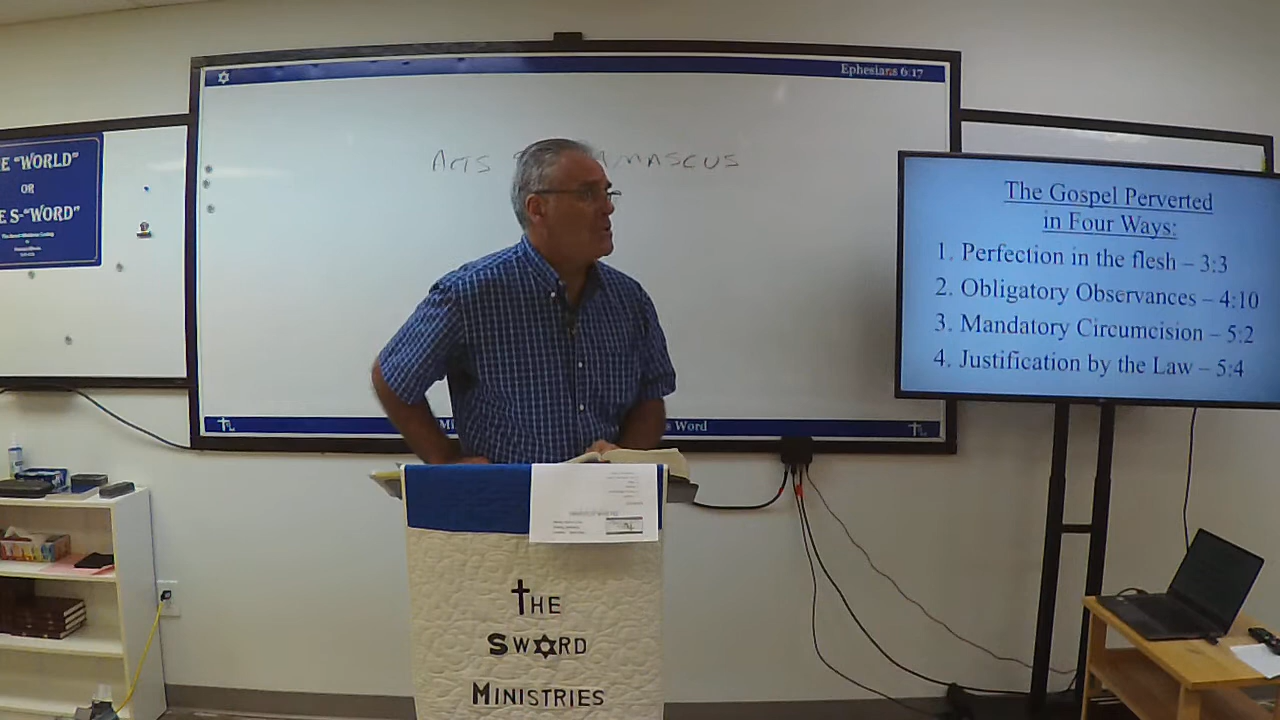 E "WORLD"
OR
E S-"WORD"
Ephesians 6:17
ACTS
MASCUS
Word
The Gospel Perverted
in Four Ways:
1. Perfection in the flesh – 3:3
2. Obligatory Observances – 4:10
3. Mandatory Circumcision – 5:2
4. Justification by the Law – 5:4
THE
SWORD
MINISTRIES